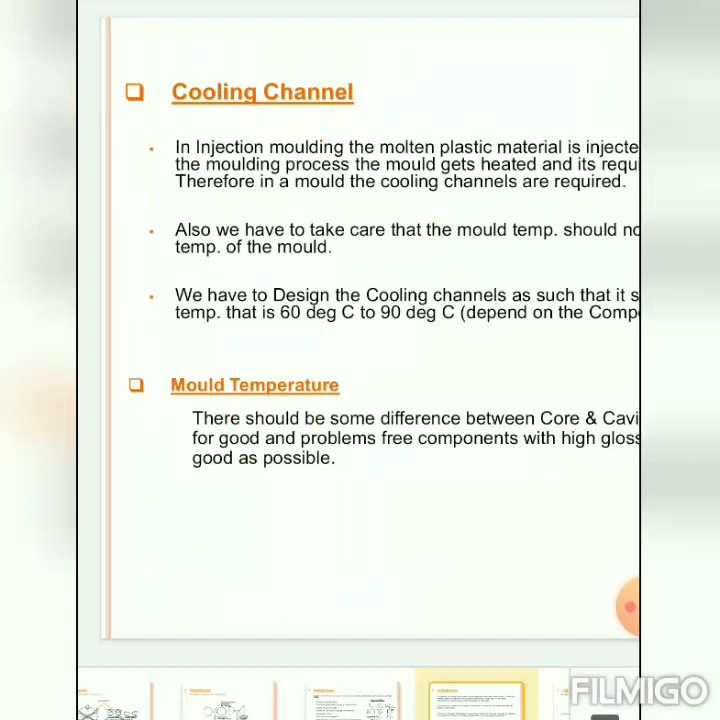 Cooling Channel
In Injection moulding the molten plastic material is injecte
the moulding process the mould gets heated and its requi
Therefore in a mould the cooling channels are required.
Also we have to take care that the mould temp. should no
temp. of the mould.
We have to Design the Cooling channels as such that it s
temp. that is 60 deg C to 90 deg C (depend on the Comp
Mould Temperature
There should be some difference between Core & Cavi
for good and problems free components with high gloss
good as possible.
FILMIGO